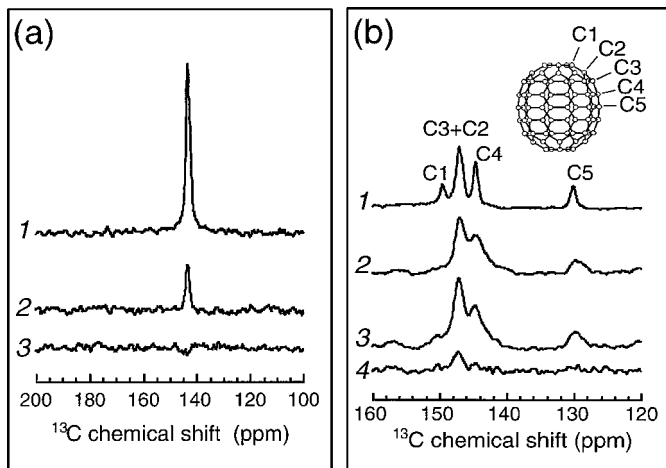 (a)
1
2
3
200 180 160 140 120 100
¹³C chemical shift (ppm)
(b)
C1
C2
C3
C4
C5
C3+C2
C4
C1
C5
1
2
3
4
160 150 140 130 120
¹³C chemical shift (ppm)